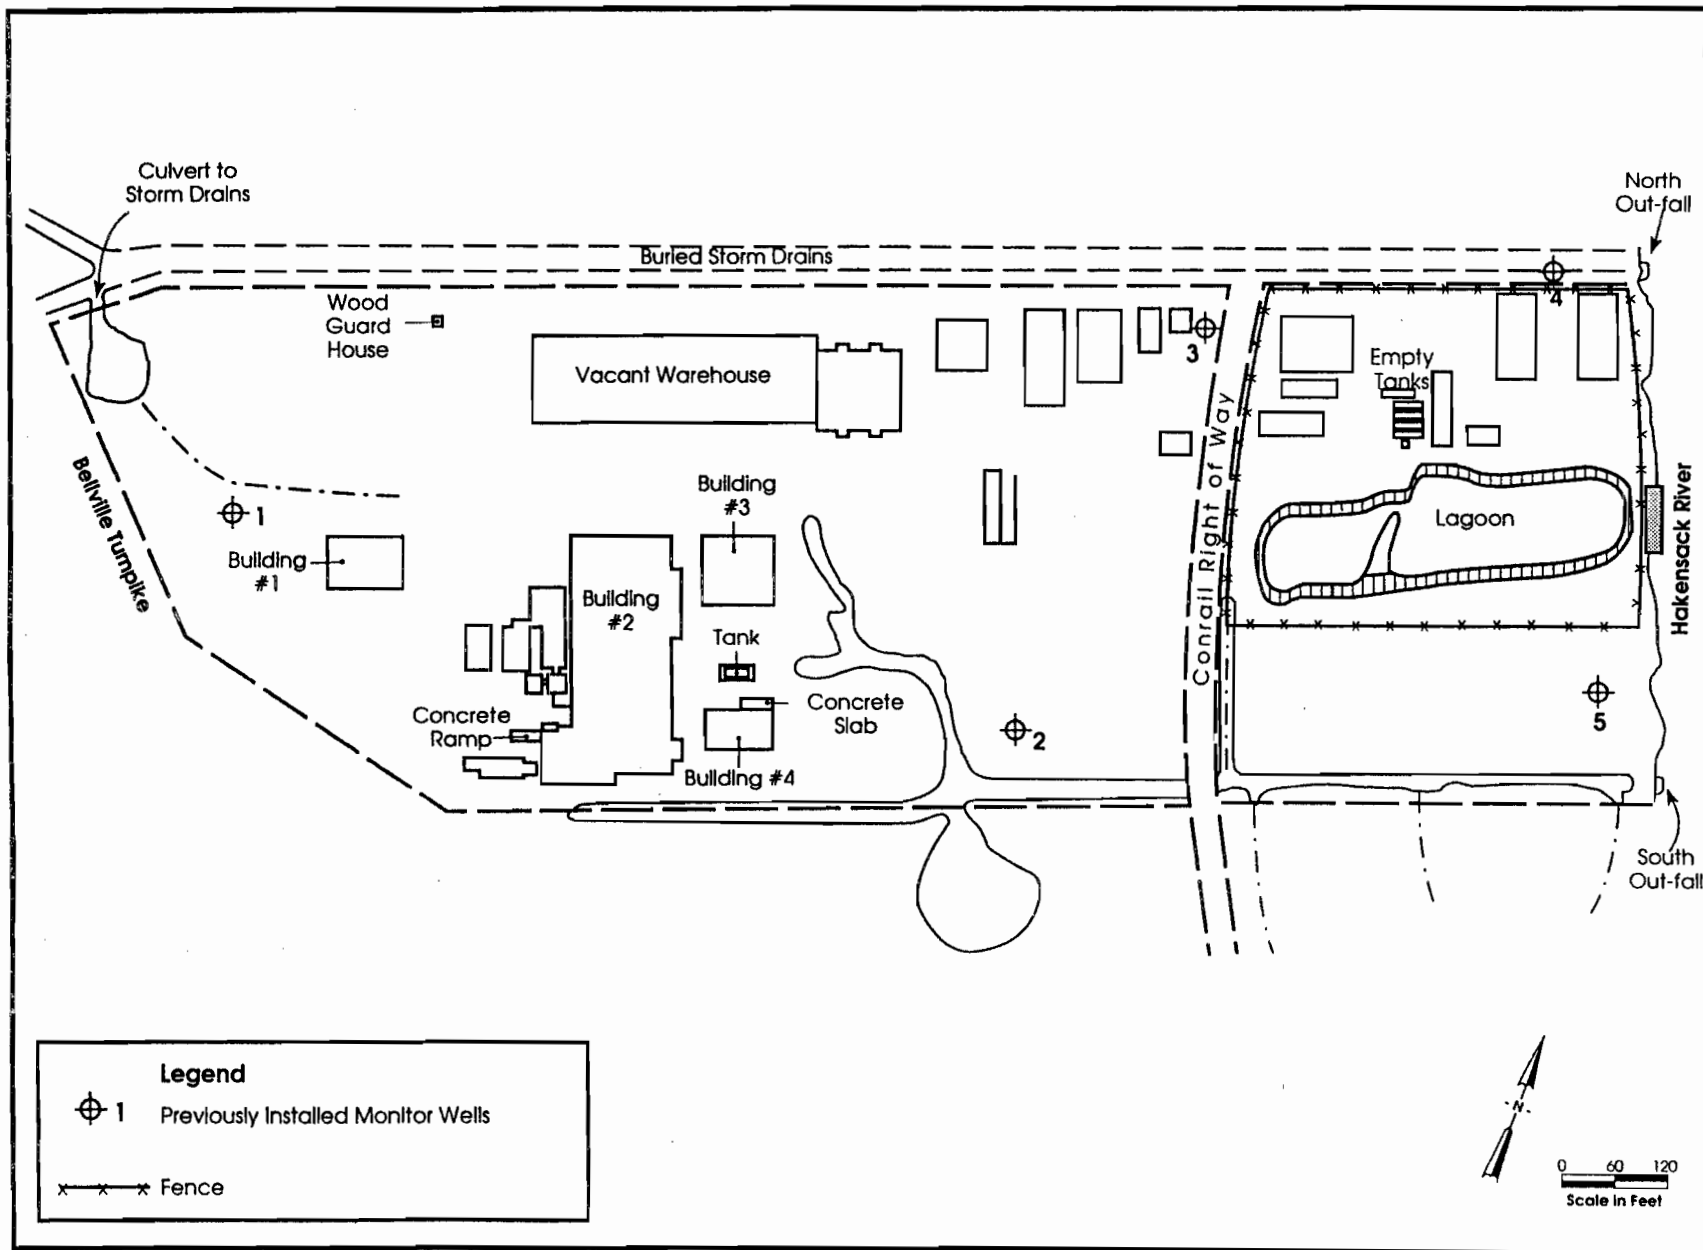 Culvert to
Storm Drains
North
Out-fall
Buried Storm Drains
Wood
Guard
House
4
3
Vacant Warehouse
Empty
Tanks
Conrail Right of Way
Bellville Turnpike
Building
#3
Lagoon
Hakensack River
1
Building
#1
Building
#2
Tank
Concrete
Slab
Concrete
Ramp
2
5
Building #4
South
Out-fall
Legend
1 Previously Installed Monitor Wells
Fence
N
0 60 120
Scale in Feet